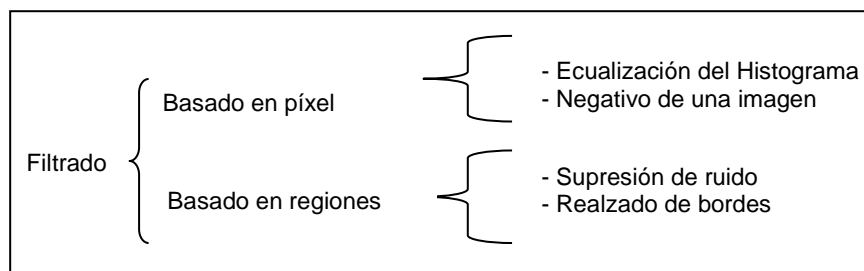 Filtrado
Basado en píxel
- Ecualización del Histograma
- Negativo de una imagen
Basado en regiones
- Supresión de ruido
- Realzado de bordes